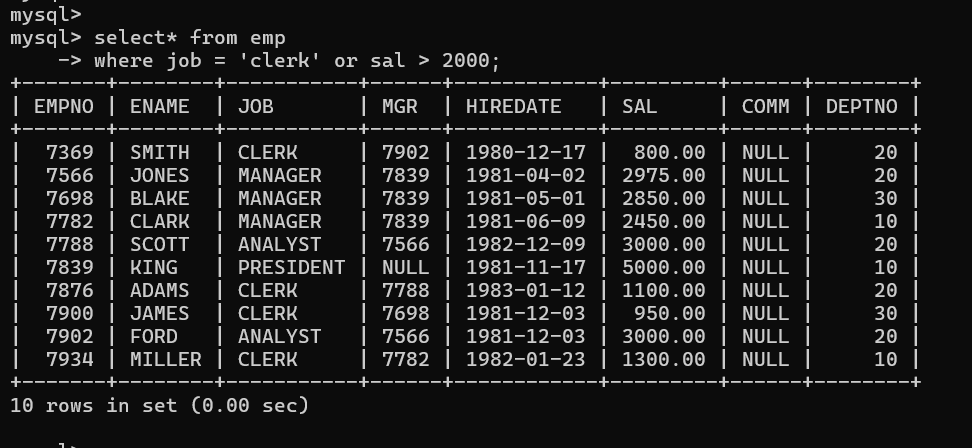 mysql>
mysql> select* from emp
    -> where job = 'clerk' or sal > 2000;
+-------+--------+-----------+------+------------+---------+------+--------+
| EMPNO | ENAME  | JOB       | MGR  | HIREDATE   | SAL     | COMM | DEPTNO |
+-------+--------+-----------+------+------------+---------+------+--------+
|  7369 | SMITH  | CLERK     | 7902 | 1980-12-17 |  800.00 | NULL |     20 |
|  7566 | JONES  | MANAGER   | 7839 | 1981-04-02 | 2975.00 | NULL |     20 |
|  7698 | BLAKE  | MANAGER   | 7839 | 1981-05-01 | 2850.00 | NULL |     30 |
|  7782 | CLARK  | MANAGER   | 7839 | 1981-06-09 | 2450.00 | NULL |     10 |
|  7788 | SCOTT  | ANALYST   | 7566 | 1982-12-09 | 3000.00 | NULL |     20 |
|  7839 | KING   | PRESIDENT | NULL | 1981-11-17 | 5000.00 | NULL |     10 |
|  7876 | ADAMS  | CLERK     | 7788 | 1983-01-12 | 1100.00 | NULL |     20 |
|  7900 | JAMES  | CLERK     | 7698 | 1981-12-03 |  950.00 | NULL |     30 |
|  7902 | FORD   | ANALYST   | 7566 | 1981-12-03 | 3000.00 | NULL |     20 |
|  7934 | MILLER | CLERK     | 7782 | 1982-01-23 | 1300.00 | NULL |     10 |
+-------+--------+-----------+------+------------+---------+------+--------+
10 rows in set (0.00 sec)